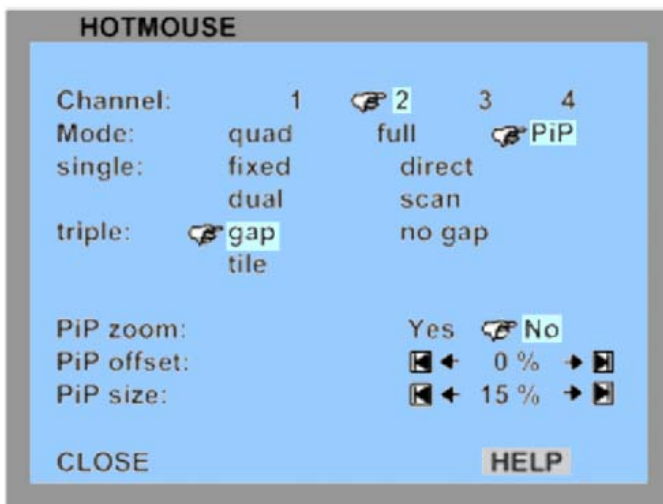 HOTMOUSE
Channel: 1 2 3 4
Mode: quad full PiP
single: fixed direct
dual scan
triple: gap no gap
tile
PiP zoom: Yes No
PiP offset: 0 %
PiP size: 15 %
CLOSE HELP